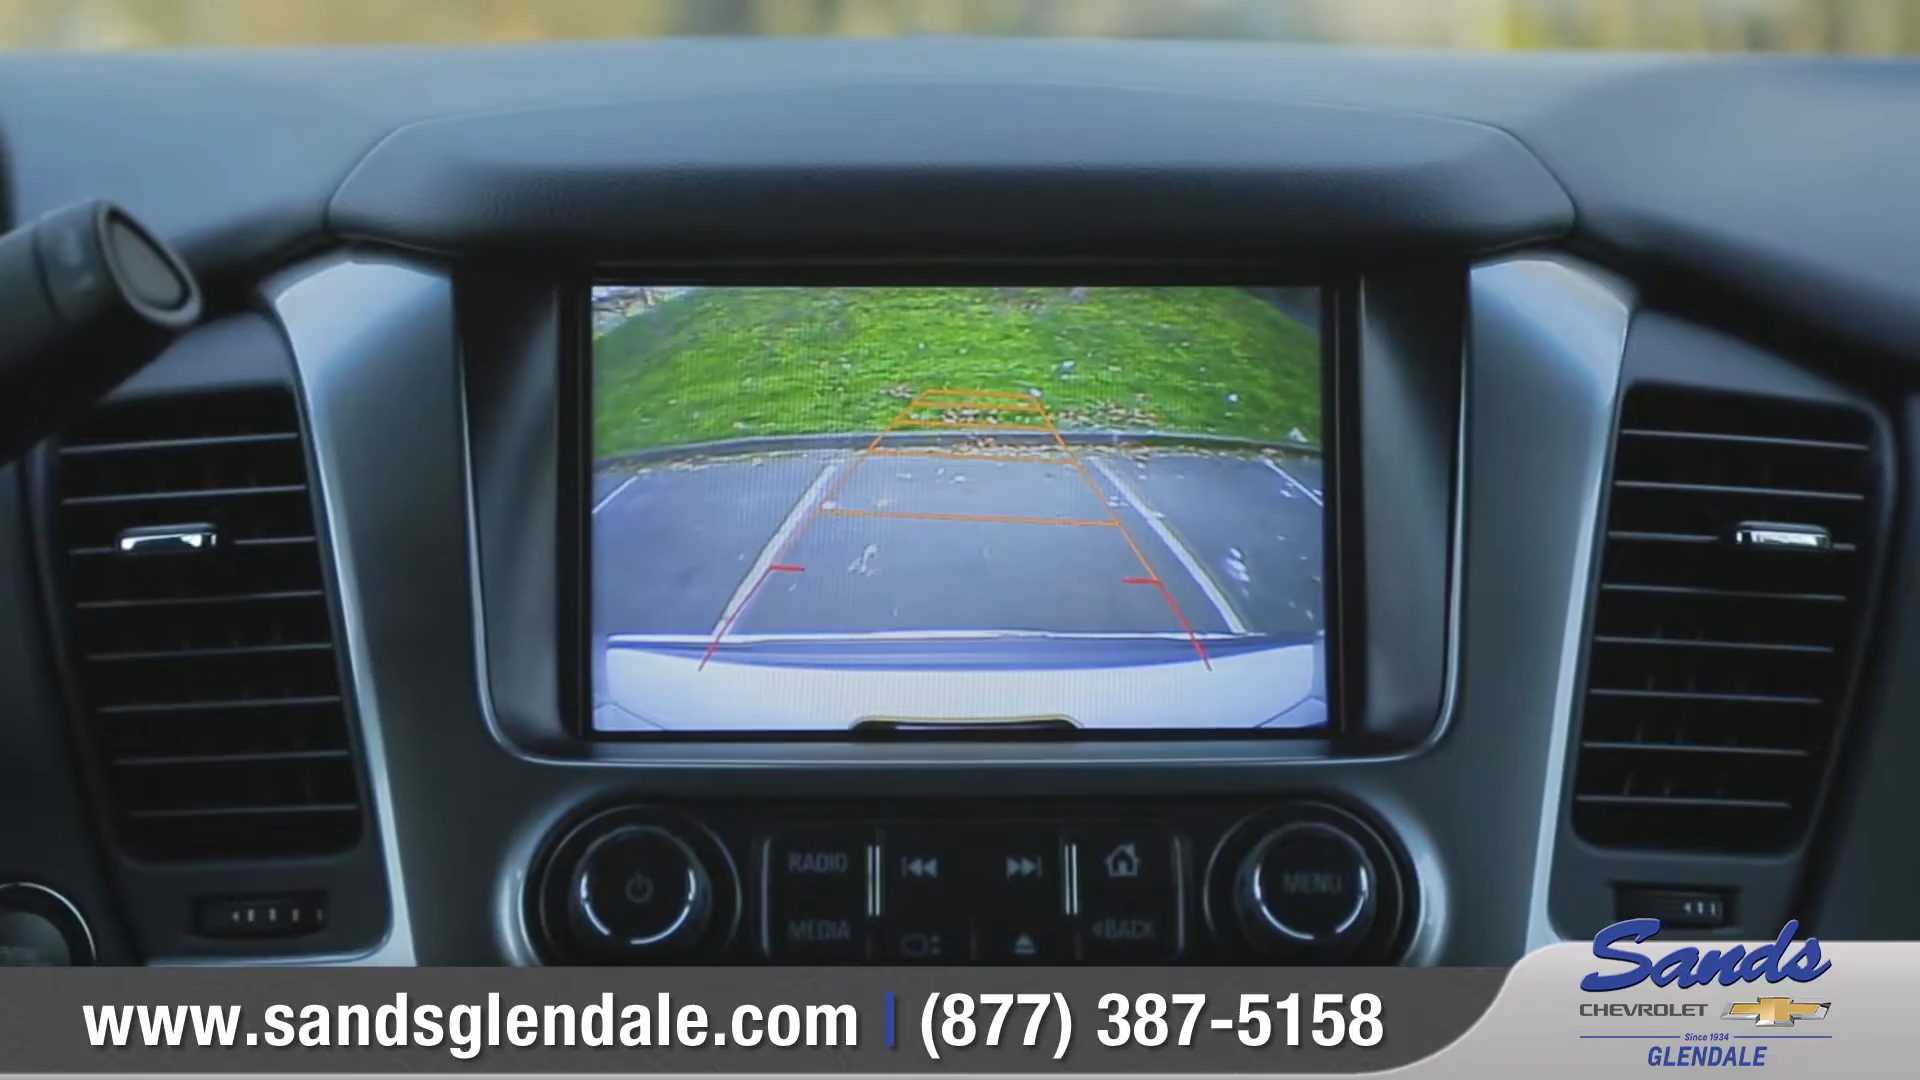 RADIO
MEDIA
BACK
MENU
www.sandsglendale.com | (877) 387-5158
Sands
CHEVROLET
Since 1934
GLENDALE